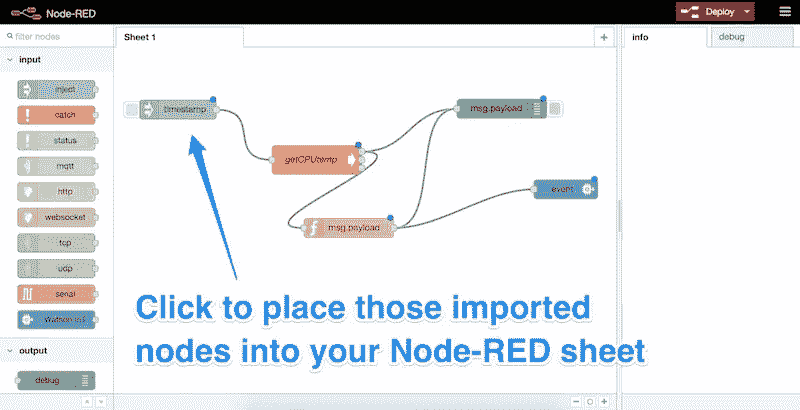 Node-RED
Deploy
filter nodes
Sheet 1
+
info
debug
input
inject
catch
status
mqtt
http
websocket
tcp
udp
serial
Watson IoT
output
debug
timestamp
msg.payload
getCPUtemp
event
msg.payload
Click to place those imported
nodes into your Node-RED sheet